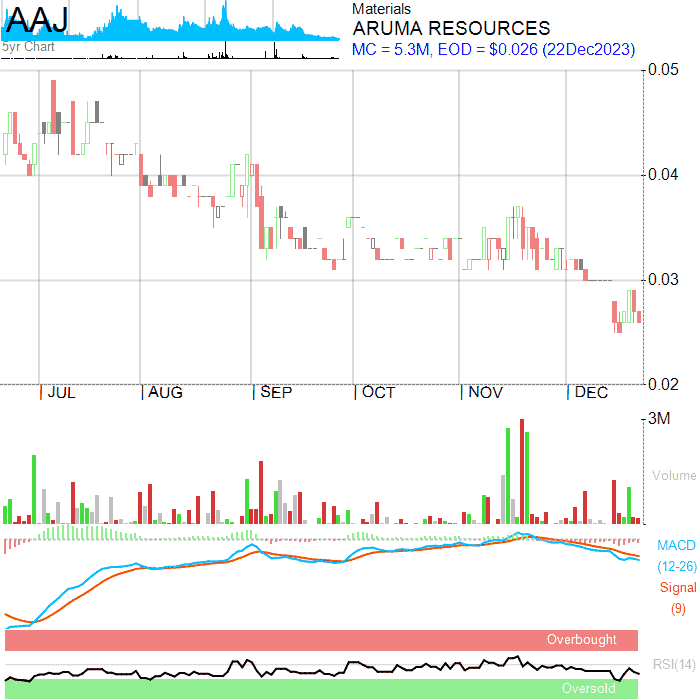 AAJ
5yr Chart
Materials
ARUMA RESOURCES
MC = 5.3M, EOD = $0.026 (22Dec2023)
0.05
0.04
0.03
0.02
JUL AUG SEP OCT NOV DEC
3M
Volume
MACD
(12-26)
Signal
(9)
Overbought
RSI(14)
Oversold